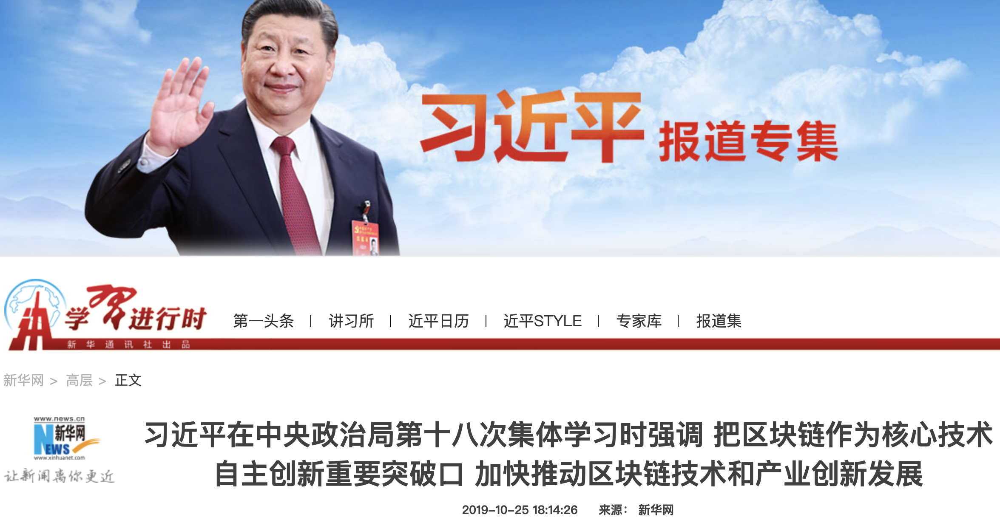 习近平 报道专集
学习进行时
第一头条 | 讲习所 | 近平日历 | 近平STYLE | 专家库 | 报道集
新华通讯社出品
新华网 > 高层 > 正文
www.news.cn
新华网
NEWS
www.xinhuanet.com
让新闻离你更近
习近平在中央政治局第十八次集体学习时强调 把区块链作为核心技术
自主创新重要突破口 加快推动区块链技术和产业创新发展
2019-10-25 18:14:26 来源： 新华网